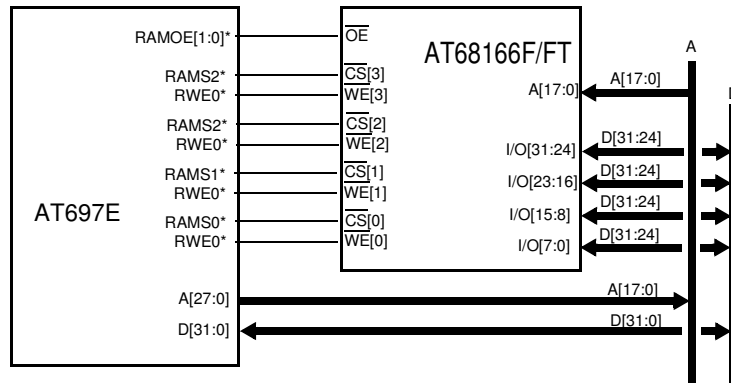 RAMOE[1:0]*
OE
AT68166F/FT
A
RAMS2*
CS[3]
RWE0*
WE[3]
A[17:0]
A[17:0]
RAMS2*
CS[2]
RWE0*
WE[2]
I/O[31:24]
D[31:24]
RAMS1*
CS[1]
RWE0*
WE[1]
I/O[23:16]
D[31:24]
AT697E
RAMS0*
CS[0]
RWE0*
WE[0]
I/O[15:8]
D[31:24]
I/O[7:0]
D[31:24]
A[27:0]
A[17:0]
D[31:0]
D[31:0]